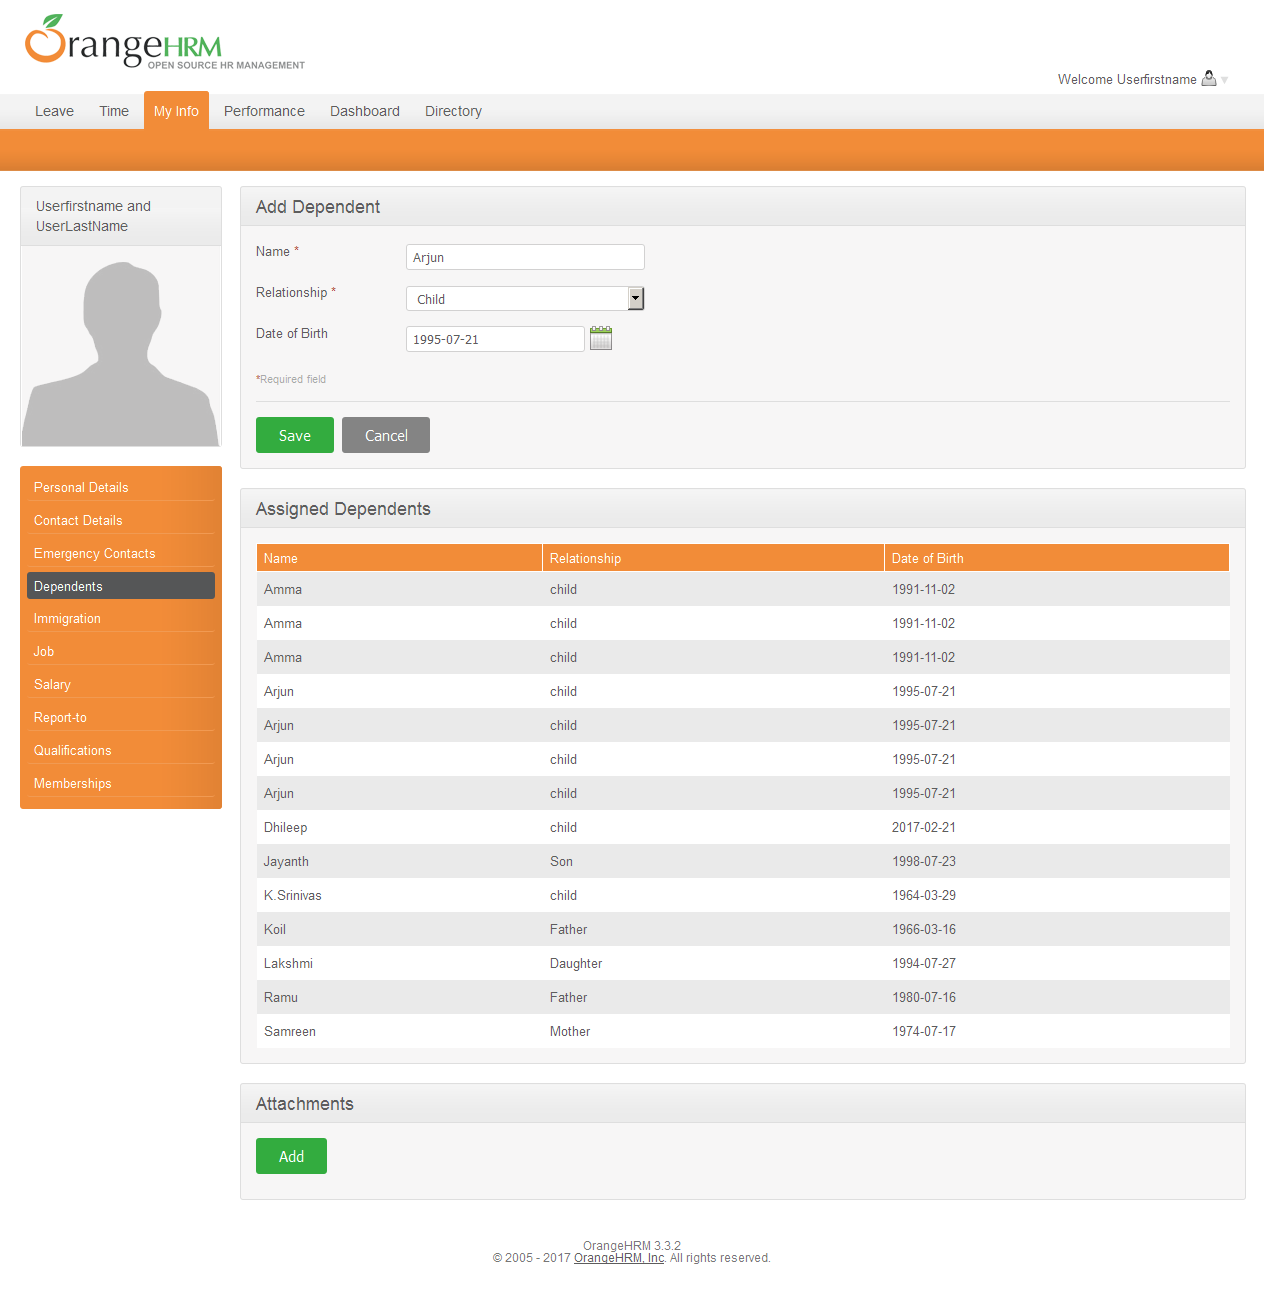 OrangeHRM
OPEN SOURCE HR MANAGEMENT
Welcome Userfirstname
Leave Time My Info Performance Dashboard Directory
Userfirstname and
UserLastName
Personal Details
Contact Details
Emergency Contacts
Dependents
Immigration
Job
Salary
Report-to
Qualifications
Memberships
Add Dependent
Name * Arjun
Relationship * Child
Date of Birth 1995-07-21
*Required field
Save Cancel
Assigned Dependents
Name Relationship Date of Birth
Amma child 1991-11-02
Amma child 1991-11-02
Amma child 1991-11-02
Arjun child 1995-07-21
Arjun child 1995-07-21
Arjun child 1995-07-21
Arjun child 1995-07-21
Dhileep child 2017-02-21
Jayanth Son 1998-07-23
K.Srinivas child 1964-03-29
Koil Father 1966-03-16
Lakshmi Daughter 1994-07-27
Ramu Father 1980-07-16
Samreen Mother 1974-07-17
Attachments
Add
OrangeHRM 3.3.2
© 2005 - 2017 OrangeHRM, Inc. All rights reserved.